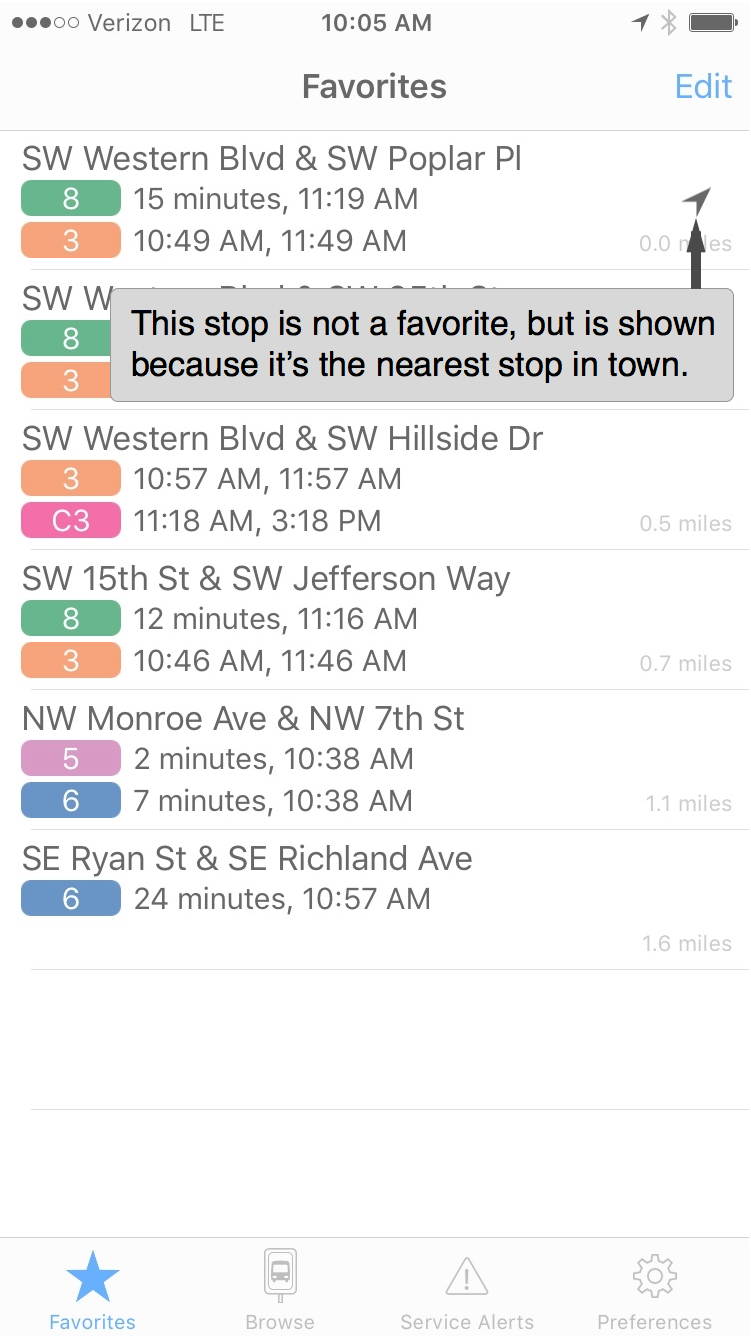 Verizon LTE 10:05 AM
Favorites Edit
SW Western Blvd & SW Poplar Pl
8 15 minutes, 11:19 AM
3 10:49 AM, 11:49 AM 0.0
SW
8
3
This stop is not a favorite, but is shown
because it’s the nearest stop in town.
SW Western Blvd & SW Hillside Dr
3 10:57 AM, 11:57 AM
C3 11:18 AM, 3:18 PM 0.5 miles
SW 15th St & SW Jefferson Way
8 12 minutes, 11:16 AM
3 10:46 AM, 11:46 AM 0.7 miles
NW Monroe Ave & NW 7th St
5 2 minutes, 10:38 AM
6 7 minutes, 10:38 AM 1.1 miles
SE Ryan St & SE Richland Ave
6 24 minutes, 10:57 AM
1.6 miles
Favorites Browse Service Alerts Preferences